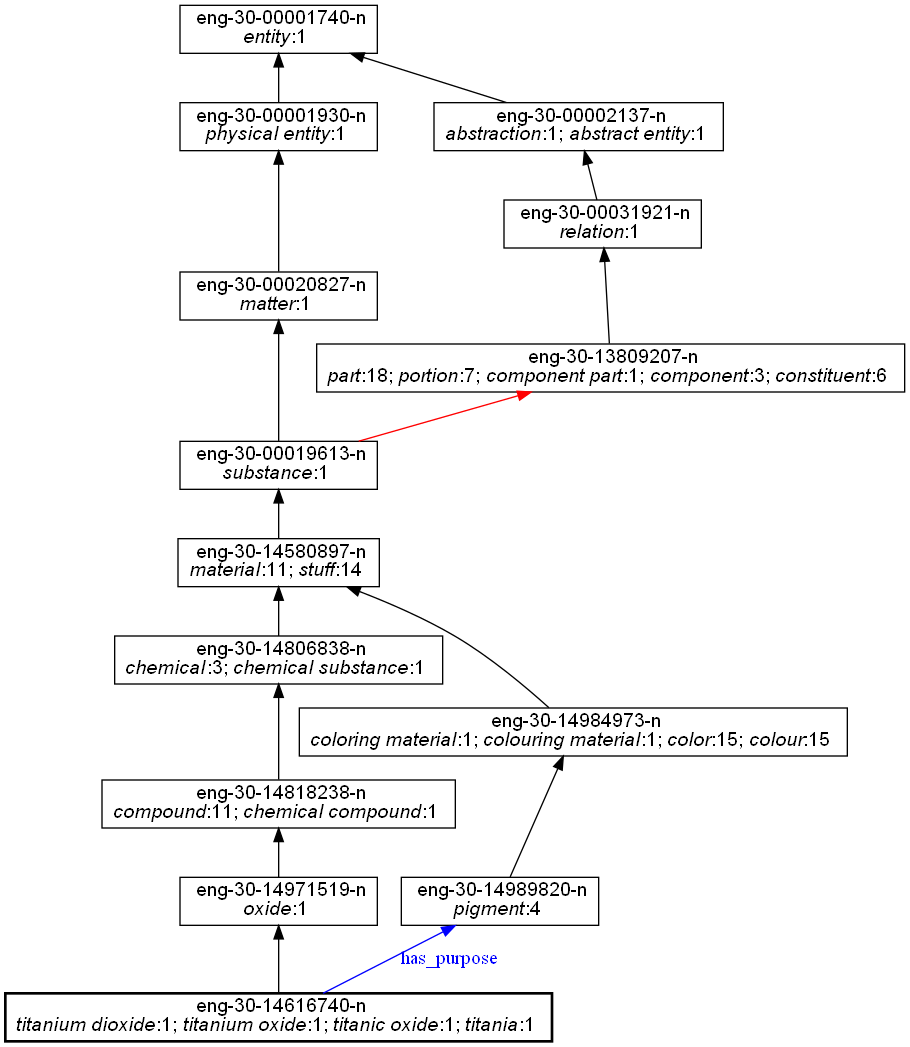 eng-30-00001740-n
entity:1
eng-30-00001930-n
physical entity:1
eng-30-00002137-n
abstraction:1; abstract entity:1
eng-30-00031921-n
relation:1
eng-30-00020827-n
matter:1
eng-30-13809207-n
part:18; portion:7; component part:1; component:3; constituent:6
eng-30-00019613-n
substance:1
eng-30-14580897-n
material:11; stuff:14
eng-30-14806838-n
chemical:3; chemical substance:1
eng-30-14984973-n
coloring material:1; colouring material:1; color:15; colour:15
eng-30-14818238-n
compound:11; chemical compound:1
eng-30-14971519-n
oxide:1
eng-30-14989820-n
pigment:4
has_purpose
eng-30-14616740-n
titanium dioxide:1; titanium oxide:1; titanic oxide:1; titania:1